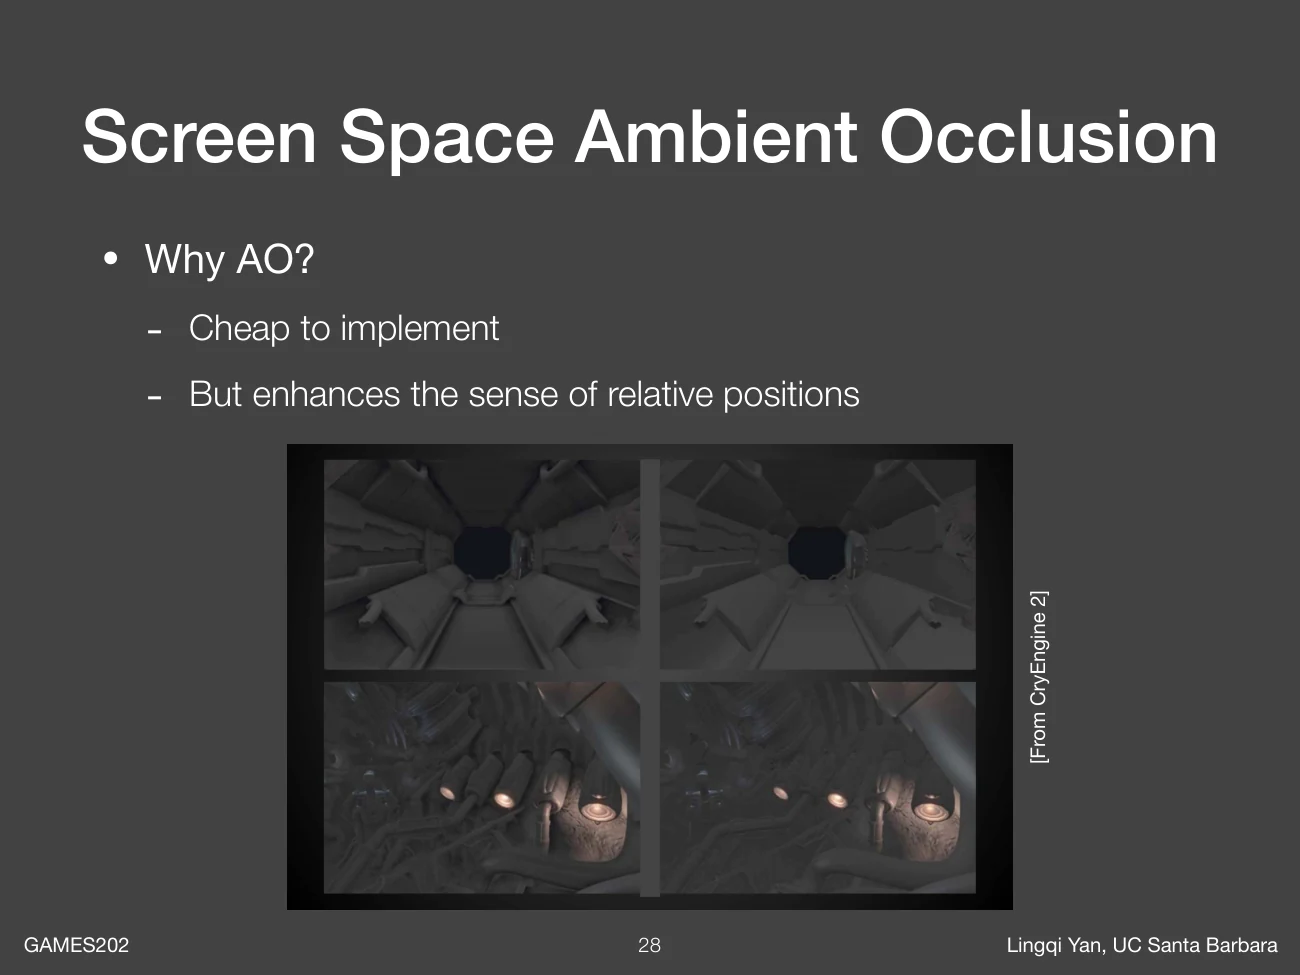 Screen Space Ambient Occlusion
• Why AO?
- Cheap to implement
- But enhances the sense of relative positions
[From CryEngine 2]
GAMES202
28
Lingqi Yan, UC Santa Barbara